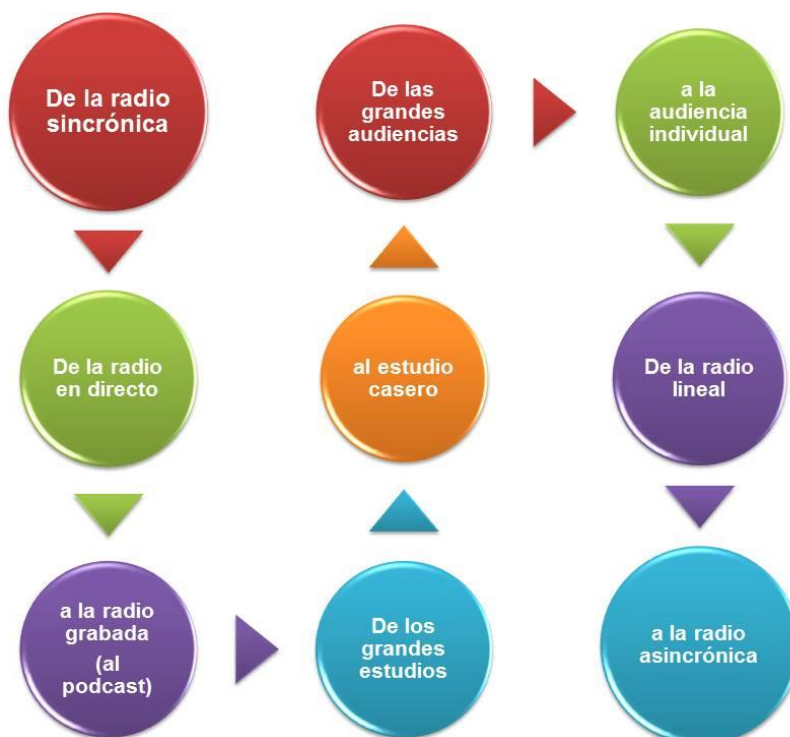 De la radio
sincrónica
De la radio
en directo
a la radio
grabada
(al
podcast)
De los
grandes
estudios
al estudio
casero
De las
grandes
audiencias
a la
audiencia
individual
De la radio
lineal
a la radio
asincrónica